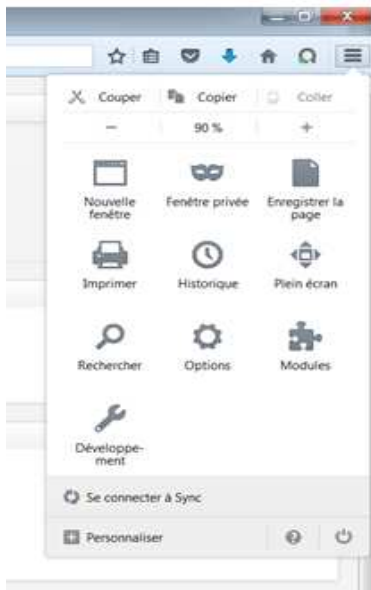 Couper Copier Coller
− 90 % +
Nouvelle Fenêtre privée Enregistrer la
fenêtre page
Imprimer Historique Plein écran
Rechercher Options Modules
Développe-
ment
Se connecter à Sync
Personnaliser